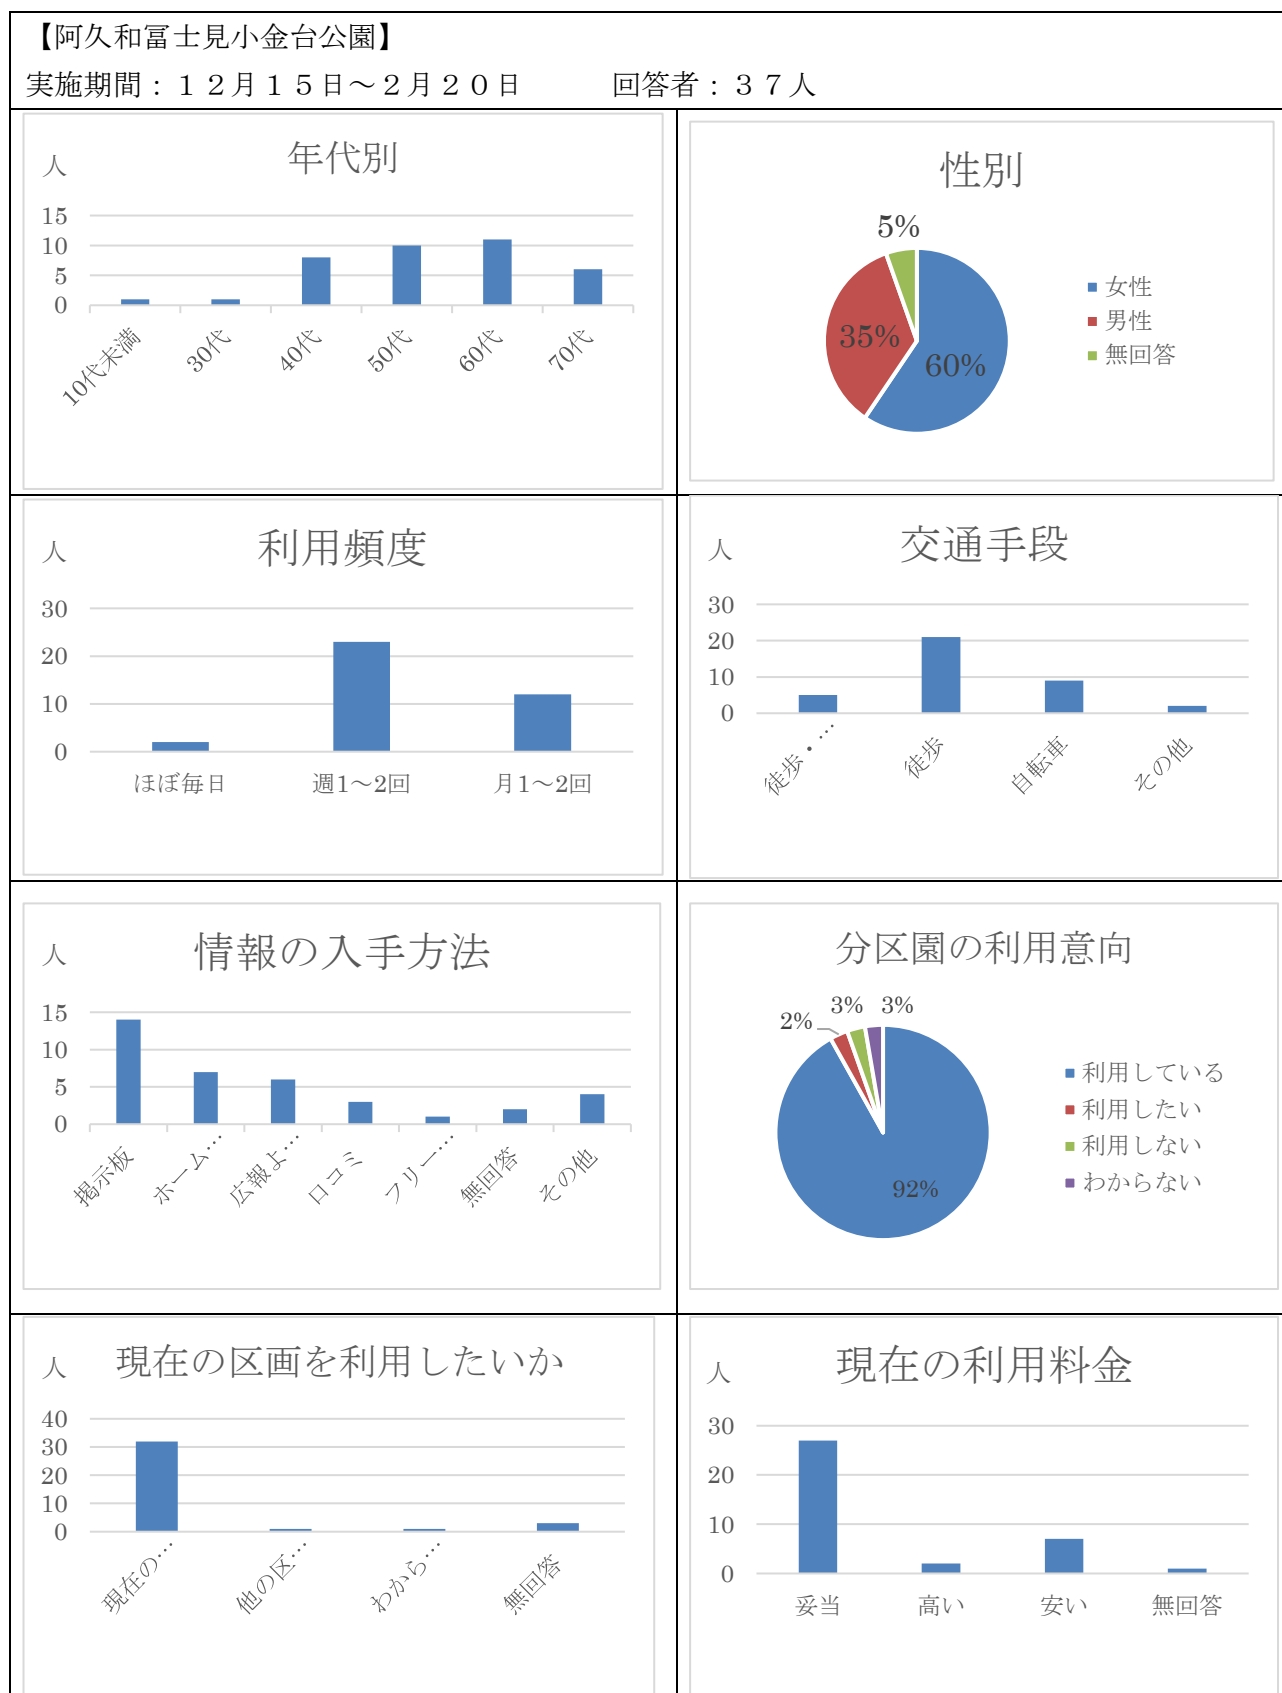 【阿久和冨士見小金台公園】
実施期間：１２月１５日～２月２０日　　　回答者：３７人
人
年代別
15
10
5
0
10代未満
30代
40代
50代
60代
70代
性別
5%
35%
60%
女性
男性
無回答
人
利用頻度
30
20
10
0
ほぼ毎日
週1～2回
月1～2回
人
交通手段
30
20
10
0
徒歩・…
徒歩
自転車
その他
人
情報の入手方法
15
10
5
0
掲示板
ホーム…
広報よ…
口コミ
フリー…
無回答
その他
分区園の利用意向
2%
3%
3%
92%
利用している
利用したい
利用しない
わからない
人
現在の区画を利用したいか
40
30
20
10
0
現在の…
他の区…
わから…
無回答
人
現在の利用料金
30
20
10
0
妥当
高い
安い
無回答